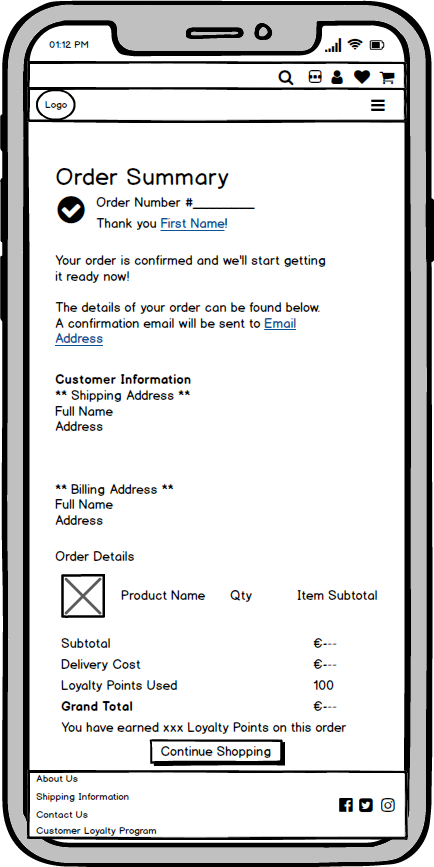 01:12 PM
Logo
Order Summary
Order Number #________
Thank you First Name!
Your order is confirmed and we'll start getting
it ready now!
The details of your order can be found below.
A confirmation email will be sent to Email
Address
Customer Information
** Shipping Address **
Full Name
Address
** Billing Address **
Full Name
Address
Order Details
Product Name Qty Item Subtotal
Subtotal €---
Delivery Cost €---
Loyalty Points Used 100
Grand Total €---
You have earned xxx Loyalty Points on this order
Continue Shopping
About Us
Shipping Information
Contact Us
Customer Loyalty Program